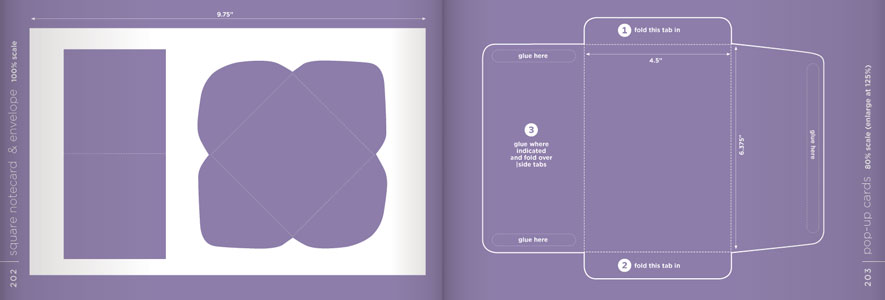 9.75"
202 | square notecard & envelope 100% scale
1 fold this tab in
glue here
4.5"
3
glue where
indicated
and fold over
|side tabs
6.375"
glue here
glue here
2 fold this tab in
203 | pop-up cards 80% scale (enlarge at 125%)